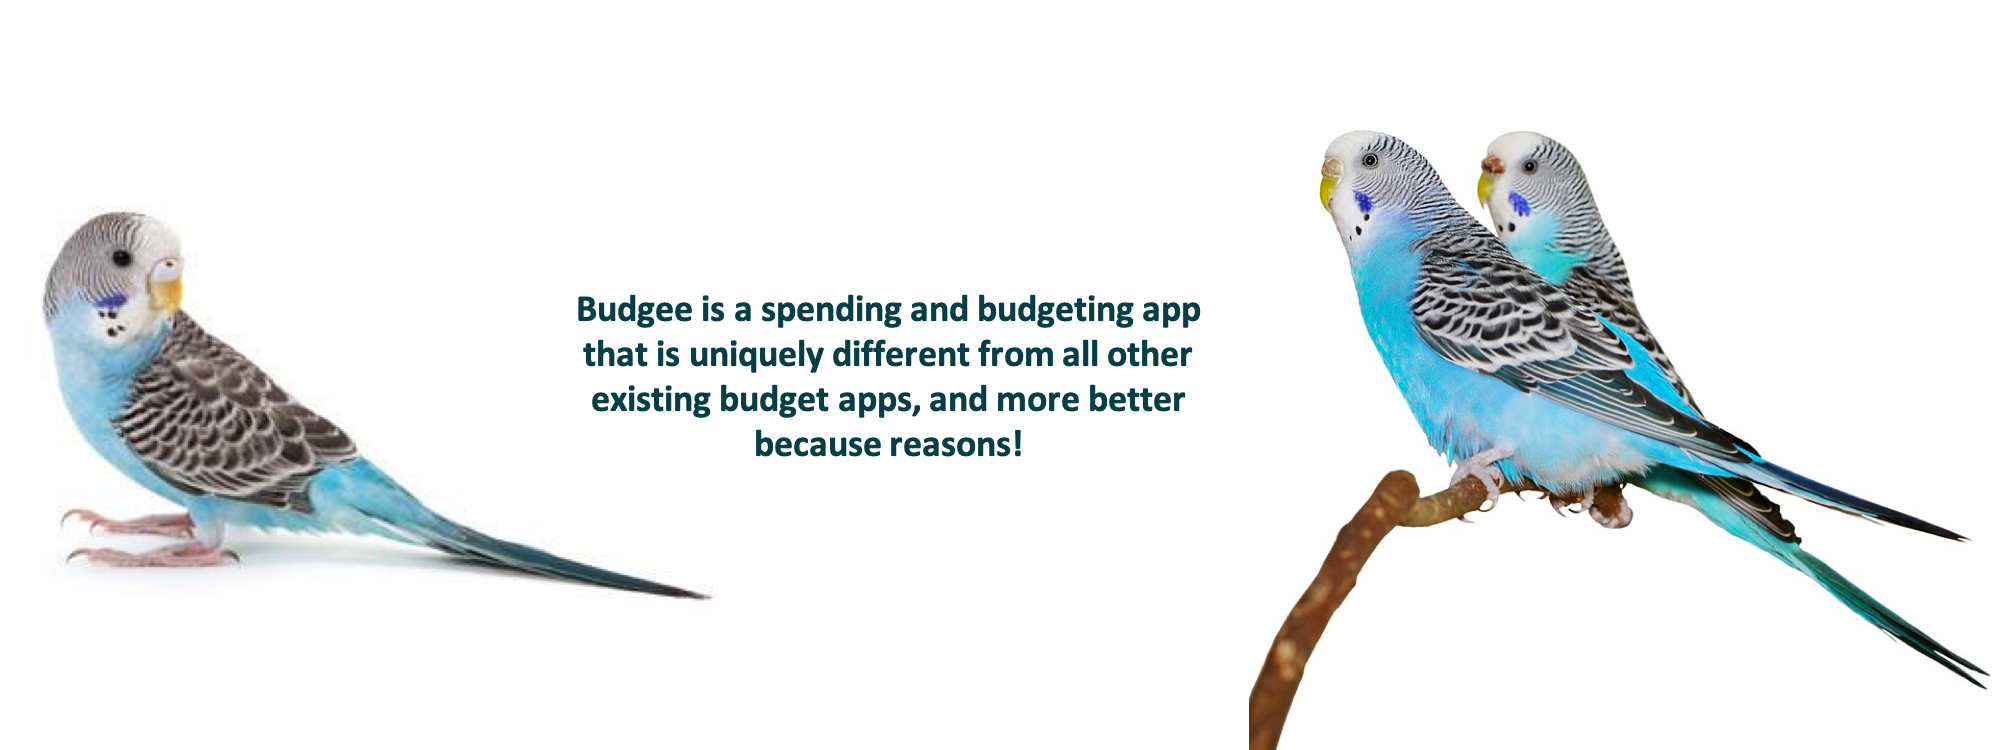 Budgee is a spending and budgeting app
that is uniquely different from all other
existing budget apps, and more better
because reasons!